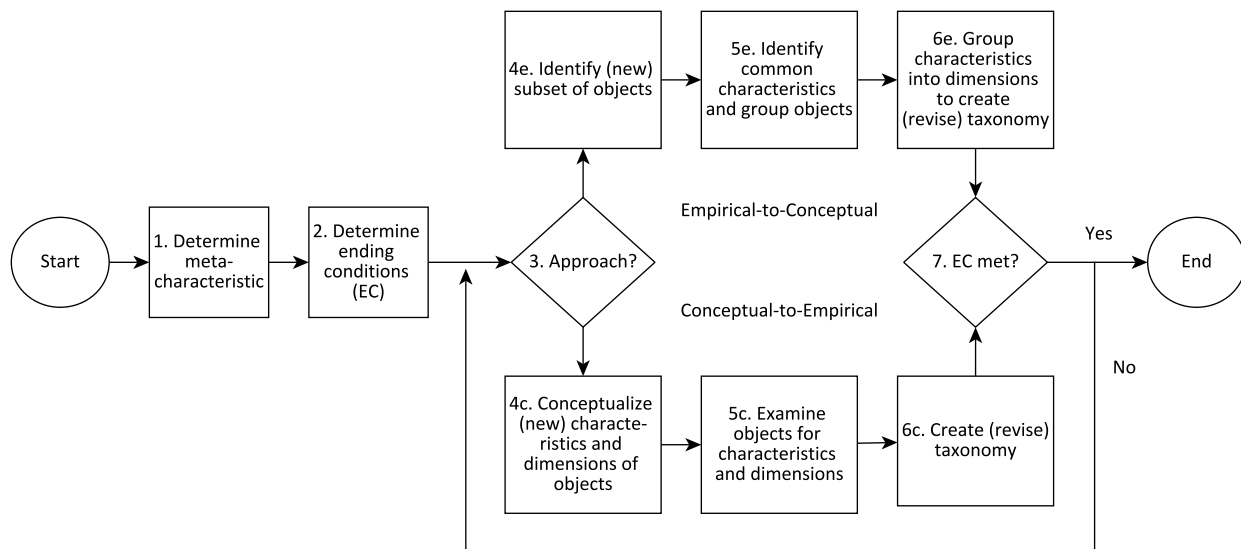 Start
1. Determine
meta-
characteristic
2. Determine
ending
conditions
(EC)
3. Approach?
4e. Identify (new)
subset of objects
5e. Identify
common
characteristics
and group objects
6e. Group
characteristics
into dimensions
to create
(revise) taxonomy
Empirical-to-Conceptual
Conceptual-to-Empirical
4c. Conceptualize
(new) characte-
ristics and
dimensions of
objects
5c. Examine
objects for
characteristics
and dimensions
6c. Create (revise)
taxonomy
7. EC met?
Yes
No
End